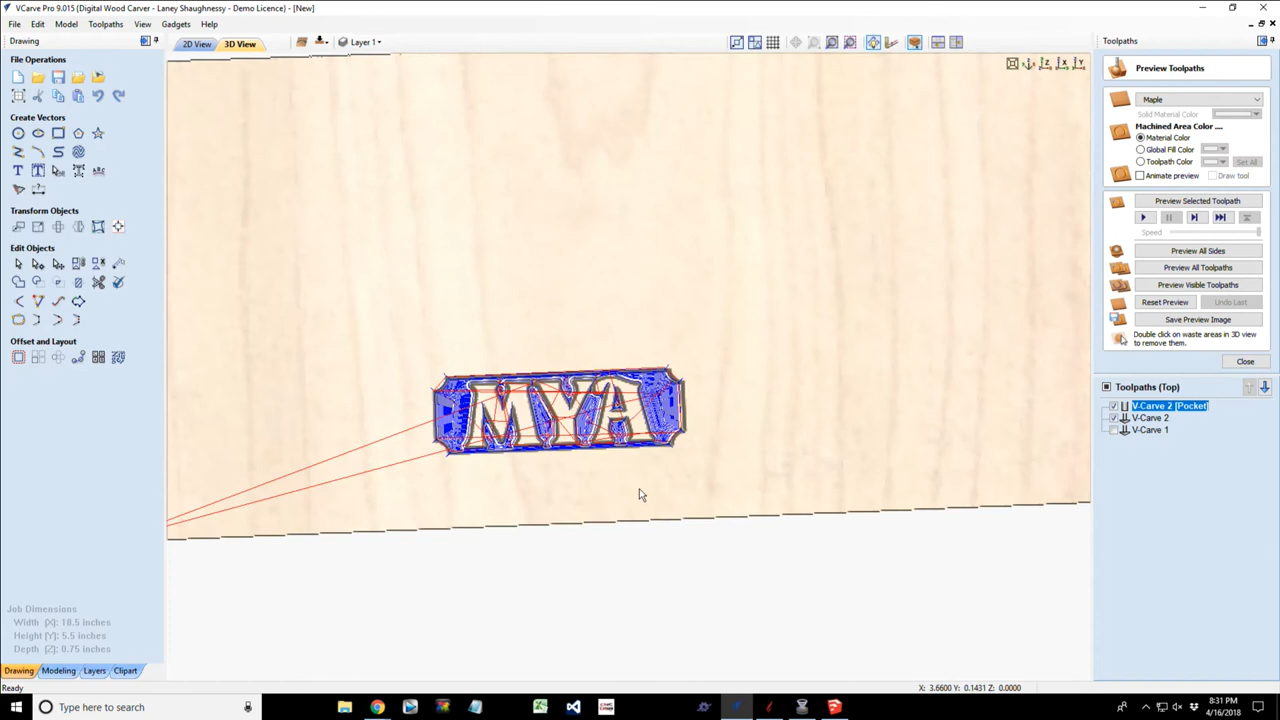 VCarve Pro 9.015 {Digital Wood Carver - Laney Shaughnessy - Demo Licence} - [New]
File Edit Model Toolpaths View Gadgets Help
Drawing
2D View 3D View Layer 1
Toolpaths
File Operations
Create Vectors
Transform Objects
Edit Objects
Offset and Layout
Job Dimensions
Width (X): 10.5 inches
Height (Y): 5.5 inches
Depth (Z): 0.75 inches
Drawing Modeling Layers Clipart
Ready
MYA
Preview Toolpaths
Maple
Solid Material Color
Machined Area Color ....
Material Color
Global Fill Color
Toolpath Color Set All
Animate preview Draw tool
Preview Selected Toolpath
Speed
Preview All Sides
Preview All Toolpaths
Preview Visible Toolpaths
Reset Preview Undo Last
Save Preview Image
Double click on waste areas in 3D view
to remove them.
Close
Toolpaths (Top)
V-Carve 2 [Pocket]
V-Carve 2
V-Carve 1
X: 3.6600 Y: 0.1431 Z: 0.0000
Type here to search
8:31 PM
4/16/2018